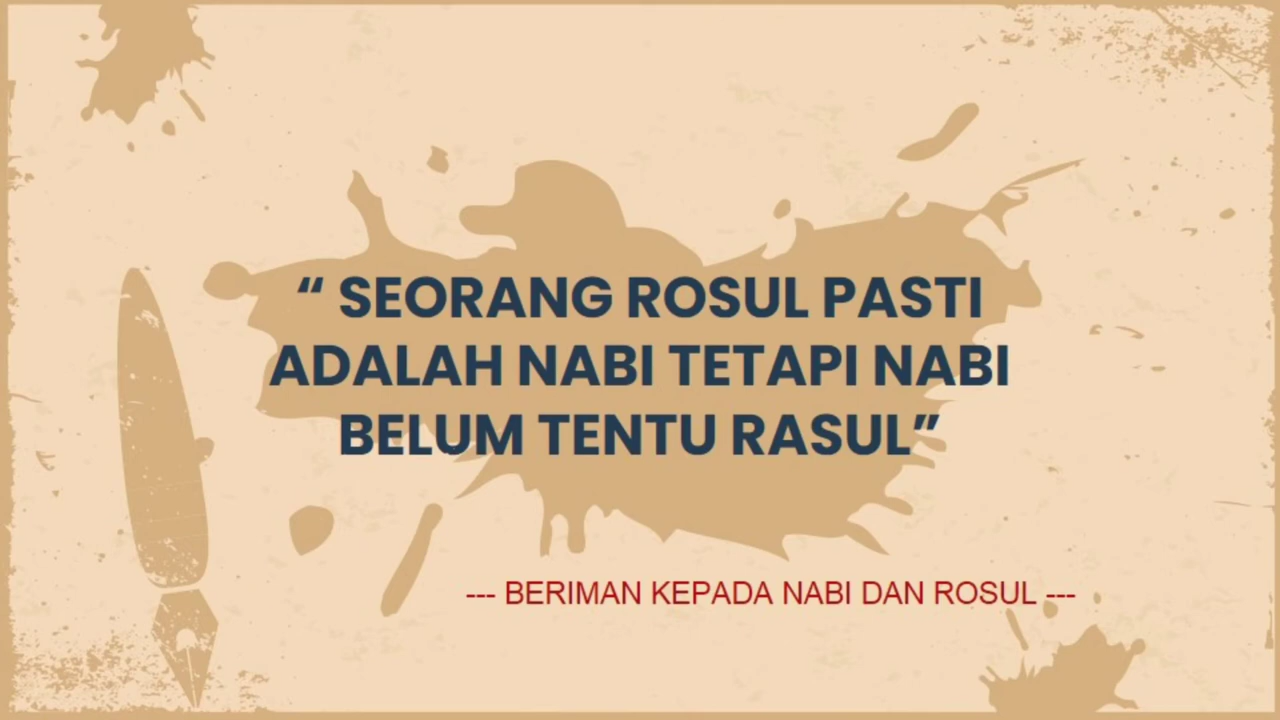 “ SEORANG ROSUL PASTI
ADALAH NABI TETAPI NABI
BELUM TENTU RASUL”
--- BERIMAN KEPADA NABI DAN ROSUL ---